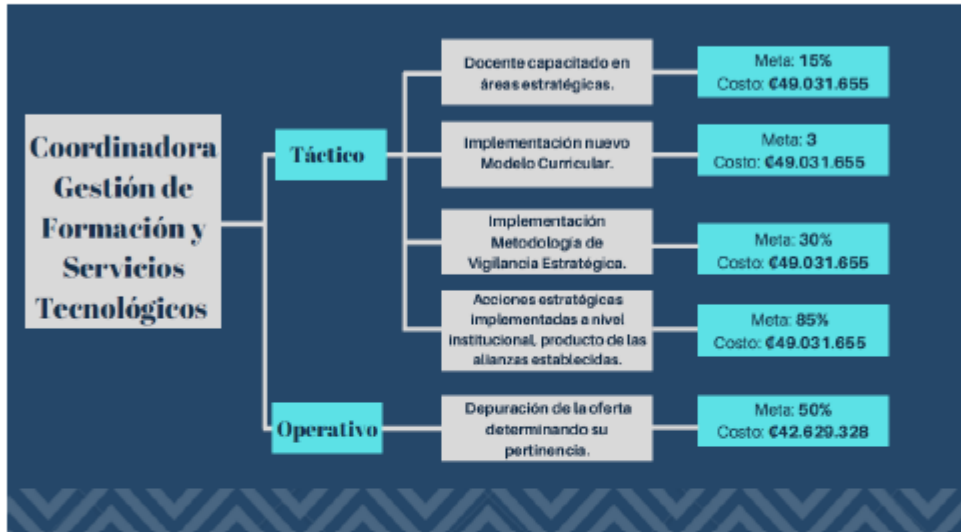 Coordinadora
Gestión de
Formación y
Servicios
Tecnológicos
Táctico
Docente capacitado en
áreas estratégicas.
Meta: 15%
Costo: ₡49.031.655
Implementación nuevo
Modelo Curricular.
Meta: 3
Costo: ₡49.031.655
Implementación
Metodología de
Vigilancia Estratégica.
Meta: 30%
Costo: ₡49.031.655
Acciones estratégicas
implementadas a nivel
institucional, producto de las
alianzas establecidas.
Meta: 85%
Costo: ₡49.031.655
Operativo
Depuración de la oferta
determinando su
pertinencia.
Meta: 50%
Costo: ₡42.629.328